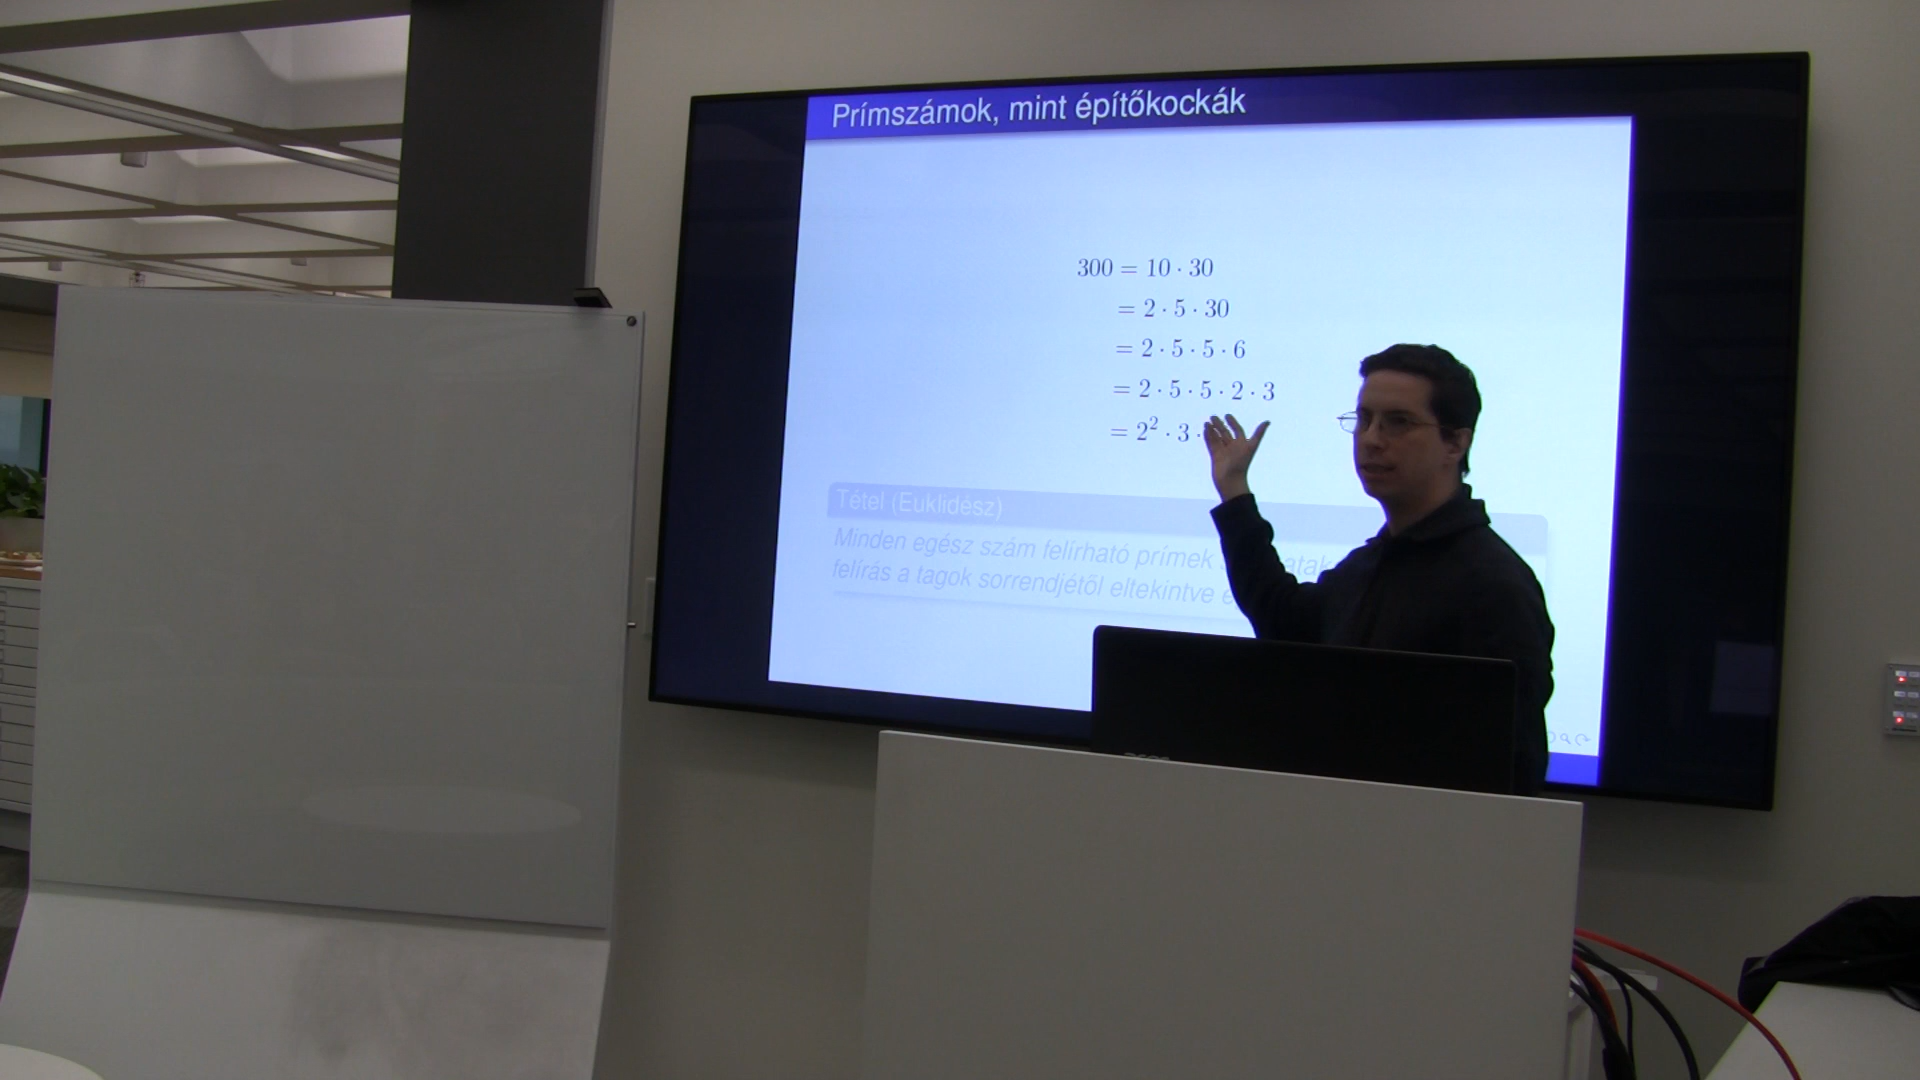 Prímszámok, mint építőkockák
300 = 10 · 30
= 2 · 5 · 30
= 2 · 5 · 5 · 6
= 2 · 5 · 5 · 2 · 3
= 2² · 3 ·
Tétel (Euklidész)
Minden egész szám felírható prímek
felírás a tagok sorrendjétől eltekintve